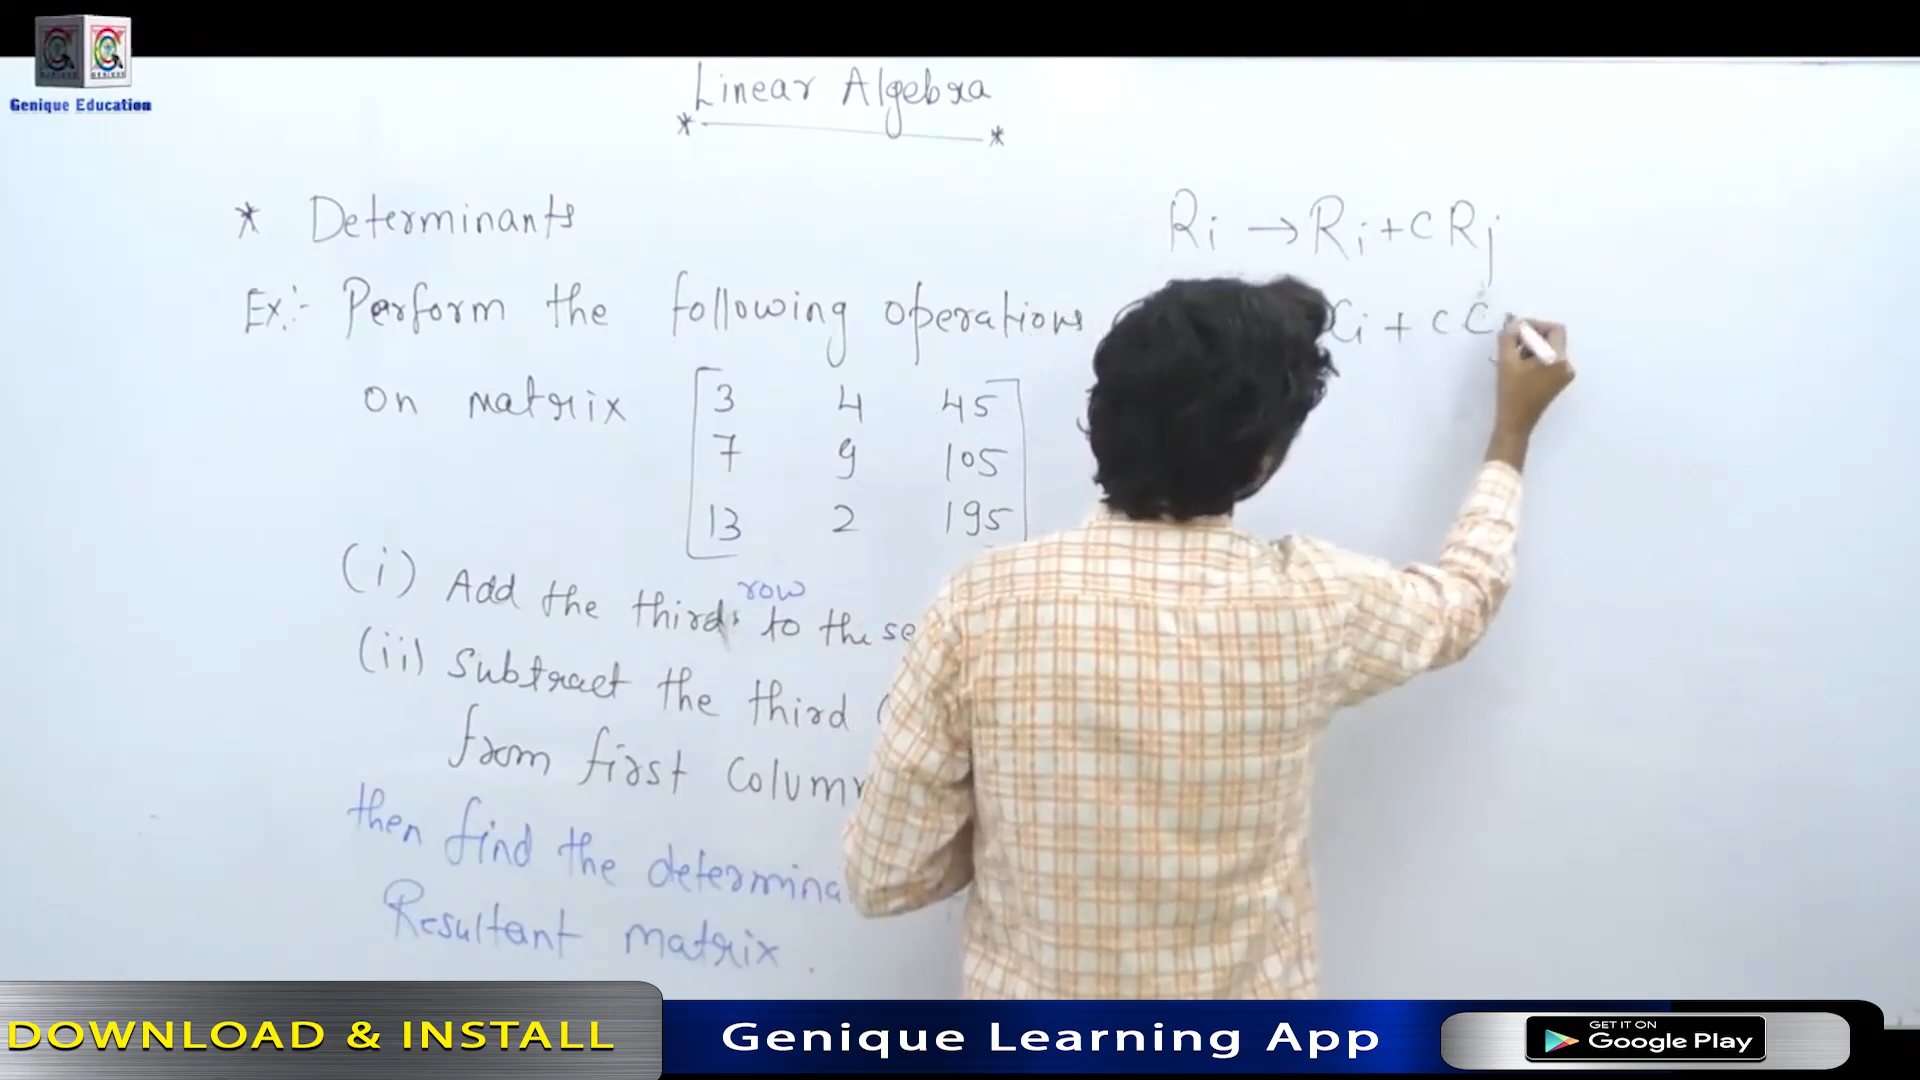 GENIQUE GENIQUE
Genique Education
Linear Algebra
* *
* Determinants
Ri → Ri + C Rj
Ex:- Perform the following operations
Ci + C C
on matrix
3 4 45
7 9 105
13 2 195
row
(i) Add the third to the se
(ii) Subtract the third
from first Column
then find the determina
Resultant matrix .
DOWNLOAD & INSTALL
Genique Learning App
GET IT ON
Google Play